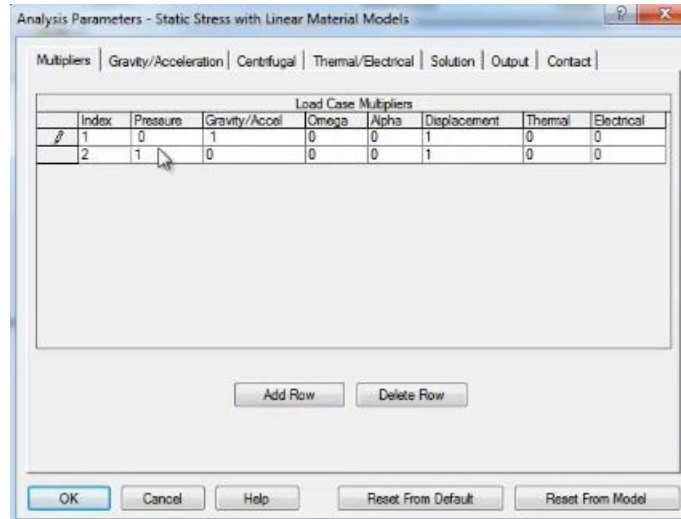 Analysis Parameters - Static Stress with Linear Material Models
Multipliers Gravity/Acceleration Centrifugal Thermal/Electrical Solution Output Contact
Load Case Multipliers
Index Pressure Gravity/Accel Omega Alpha Displacement Thermal Electrical
1 0 1 0 0 1 0 0
2 1 0 0 0 1 0 0
Add Row Delete Row
OK Cancel Help Reset From Default Reset From Model